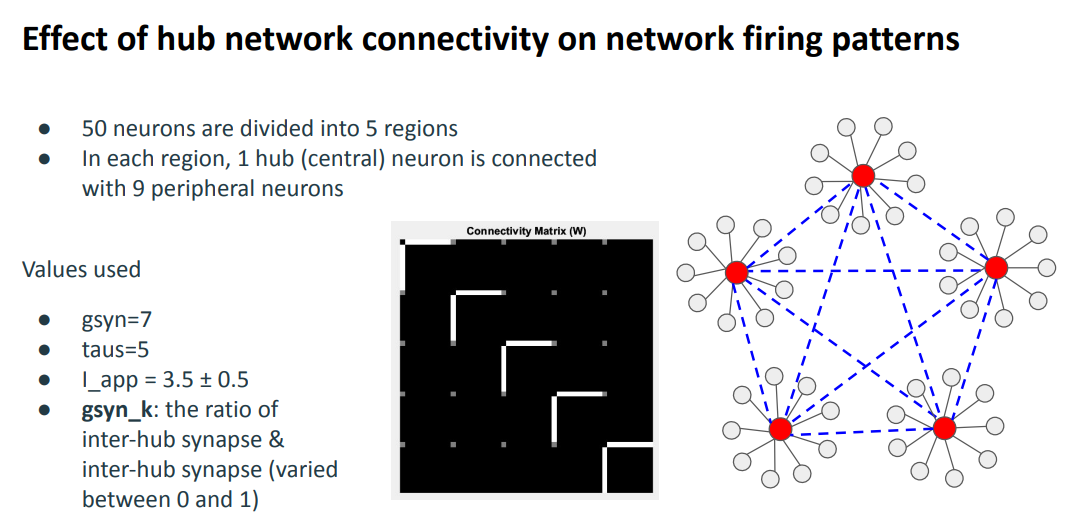 Effect of hub network connectivity on network firing patterns
● 50 neurons are divided into 5 regions
● In each region, 1 hub (central) neuron is connected
with 9 peripheral neurons
Connectivity Matrix (W)
Values used
● gsyn=7
● taus=5
● I_app = 3.5 ± 0.5
● gsyn_k: the ratio of
inter-hub synapse &
inter-hub synapse (varied
between 0 and 1)